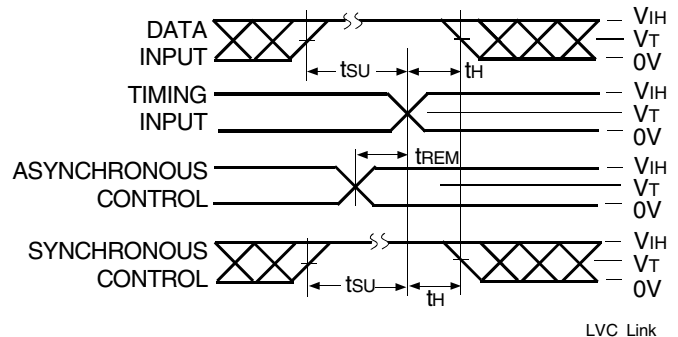 DATA
INPUT
tSU
tH
VIH
VT
0V
TIMING
INPUT
VIH
VT
0V
tREM
ASYNCHRONOUS
CONTROL
VIH
VT
0V
SYNCHRONOUS
CONTROL
tSU
tH
VIH
VT
0V
LVC Link